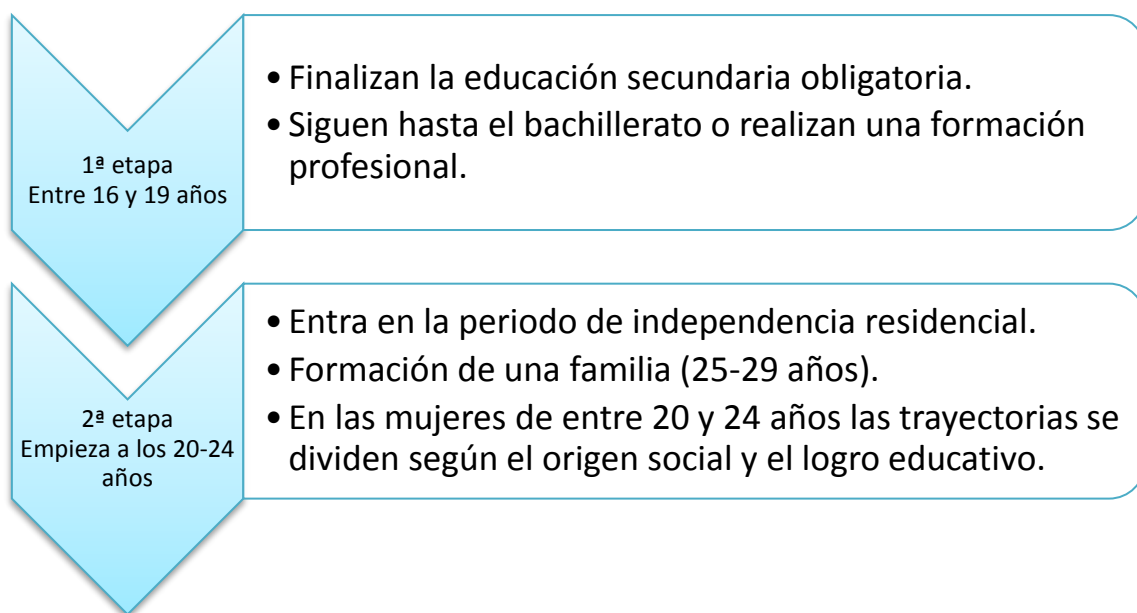 1ª etapa
Entre 16 y 19 años
• Finalizan la educación secundaria obligatoria.
• Siguen hasta el bachillerato o realizan una formación
profesional.
2ª etapa
Empieza a los 20-24
años
• Entra en la periodo de independencia residencial.
• Formación de una familia (25-29 años).
• En las mujeres de entre 20 y 24 años las trayectorias se
dividen según el origen social y el logro educativo.